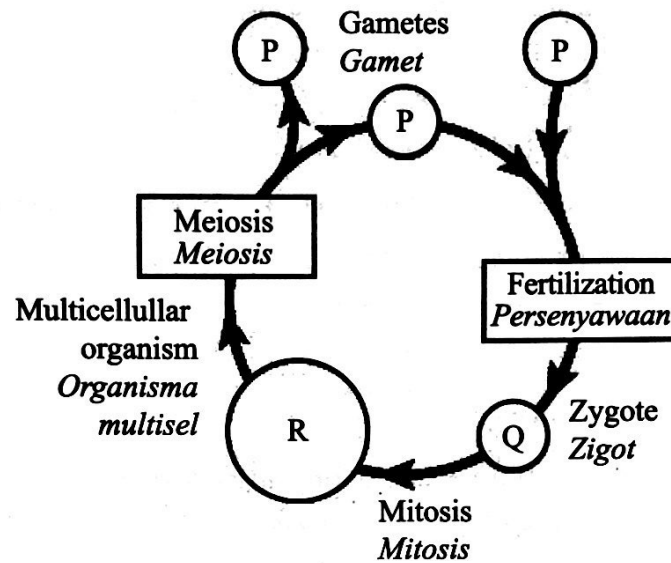 P
Gametes
Gamet
P
P
Meiosis
Meiosis
Fertilization
Persenyawaan
Multicellullar
organism
Organisma
multisel
R
Q
Zygote
Zigot
Mitosis
Mitosis